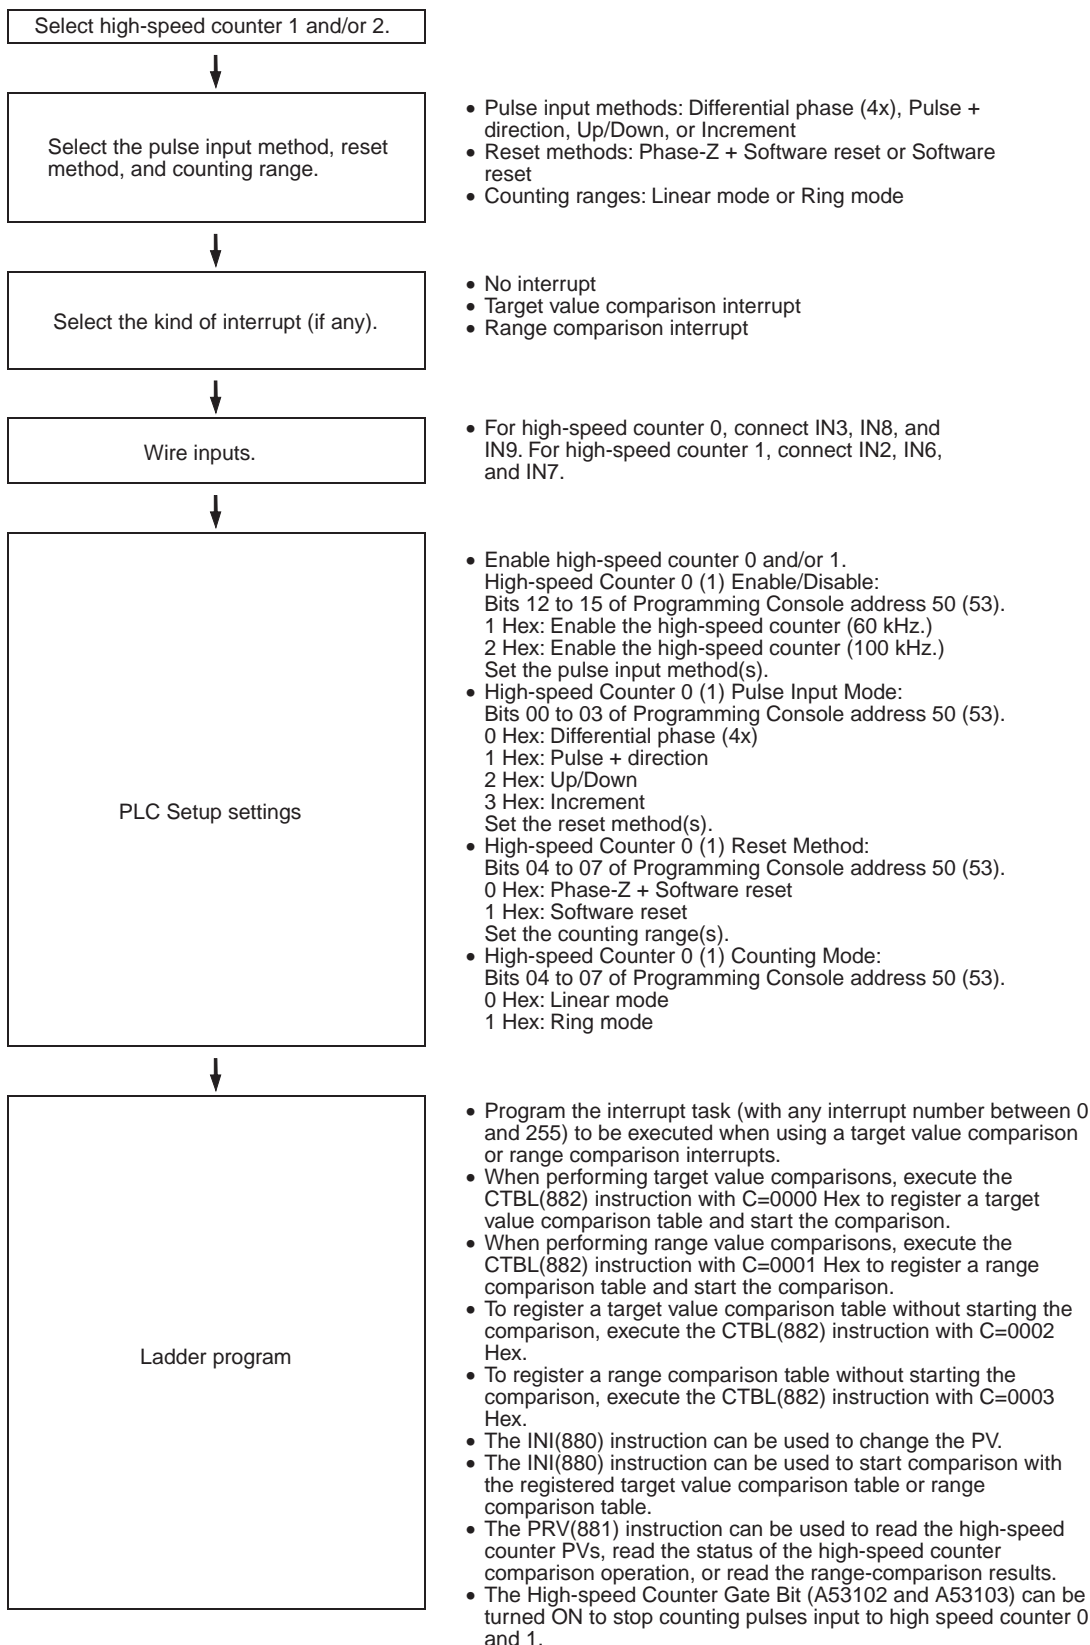 Select high-speed counter 1 and/or 2.
Select the pulse input method, reset
method, and counting range.
• Pulse input methods: Differential phase (4x), Pulse +
direction, Up/Down, or Increment
• Reset methods: Phase-Z + Software reset or Software
reset
• Counting ranges: Linear mode or Ring mode
Select the kind of interrupt (if any).
• No interrupt
• Target value comparison interrupt
• Range comparison interrupt
Wire inputs.
• For high-speed counter 0, connect IN3, IN8, and
IN9. For high-speed counter 1, connect IN2, IN6,
and IN7.
PLC Setup settings
• Enable high-speed counter 0 and/or 1.
High-speed Counter 0 (1) Enable/Disable:
Bits 12 to 15 of Programming Console address 50 (53).
1 Hex: Enable the high-speed counter (60 kHz.)
2 Hex: Enable the high-speed counter (100 kHz.)
Set the pulse input method(s).
• High-speed Counter 0 (1) Pulse Input Mode:
Bits 00 to 03 of Programming Console address 50 (53).
0 Hex: Differential phase (4x)
1 Hex: Pulse + direction
2 Hex: Up/Down
3 Hex: Increment
Set the reset method(s).
• High-speed Counter 0 (1) Reset Method:
Bits 04 to 07 of Programming Console address 50 (53).
0 Hex: Phase-Z + Software reset
1 Hex: Software reset
Set the counting range(s).
• High-speed Counter 0 (1) Counting Mode:
Bits 04 to 07 of Programming Console address 50 (53).
0 Hex: Linear mode
1 Hex: Ring mode
Ladder program
• Program the interrupt task (with any interrupt number between 0
and 255) to be executed when using a target value comparison
or range comparison interrupts.
• When performing target value comparisons, execute the
CTBL(882) instruction with C=0000 Hex to register a target
value comparison table and start the comparison.
• When performing range value comparisons, execute the
CTBL(882) instruction with C=0001 Hex to register a range
comparison table and start the comparison.
• To register a target value comparison table without starting the
comparison, execute the CTBL(882) instruction with C=0002
Hex.
• To register a range comparison table without starting the
comparison, execute the CTBL(882) instruction with C=0003
Hex.
• The INI(880) instruction can be used to change the PV.
• The INI(880) instruction can be used to start comparison with
the registered target value comparison table or range
comparison table.
• The PRV(881) instruction can be used to read the high-speed
counter PVs, read the status of the high-speed counter
comparison operation, or read the range-comparison results.
• The High-speed Counter Gate Bit (A53102 and A53103) can be
turned ON to stop counting pulses input to high speed counter 0
and 1.